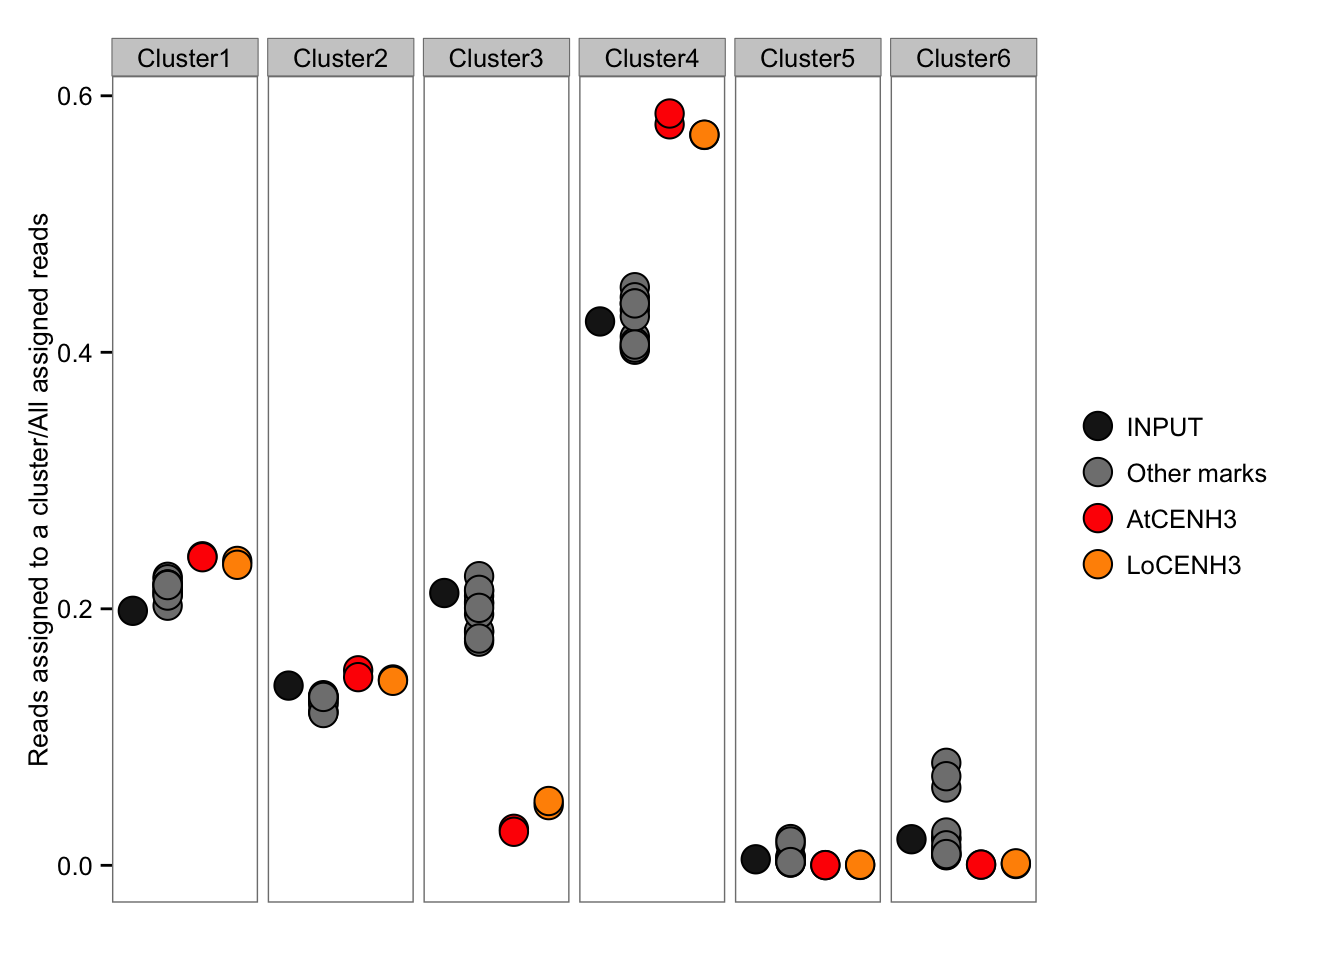 Cluster1 Cluster2 Cluster3 Cluster4 Cluster5 Cluster6
Reads assigned to a cluster/All assigned reads
0.6
0.4
0.2
0.0
INPUT
Other marks
AtCENH3
LoCENH3